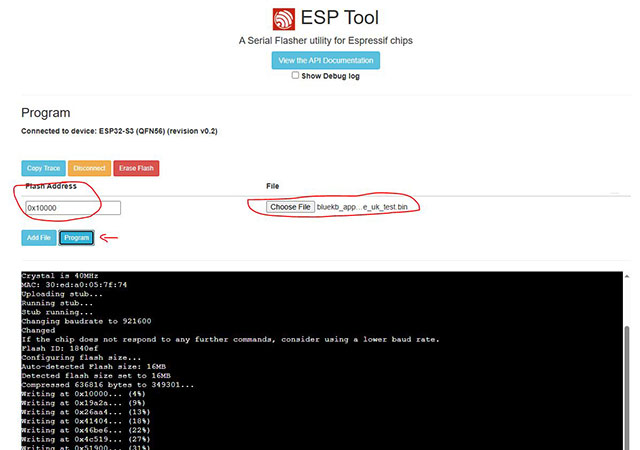 ESP Tool
A Serial Flasher utility for Espressif chips
View the API Documentation
Show Debug log
Program
Connected to device: ESP32-S3 (QFN56) (revision v0.2)
Copy Trace Disconnect Erase Flash
Flash Address File
0x10000 Choose File bluekb_app...e_uk_test.bin
Add File Program
Crystal is 40MHz
MAC: 30:ed:a0:05:7f:74
Uploading stub...
Running stub...
Stub running...
Changing baudrate to 921600
Changed
If the chip does not respond to any further commands, consider using a lower baud rate.
Flash ID: 1840ef
Configuring flash size...
Auto-detected Flash size: 16MB
Detected flash size set to 16MB
Compressed 636816 bytes to 349301...
Writing at 0x10000... (4%)
Writing at 0x19a2a... (9%)
Writing at 0x26aa4... (13%)
Writing at 0x41404... (18%)
Writing at 0x46be6... (22%)
Writing at 0x4c519... (27%)
Writing at 0x51900... (31%)